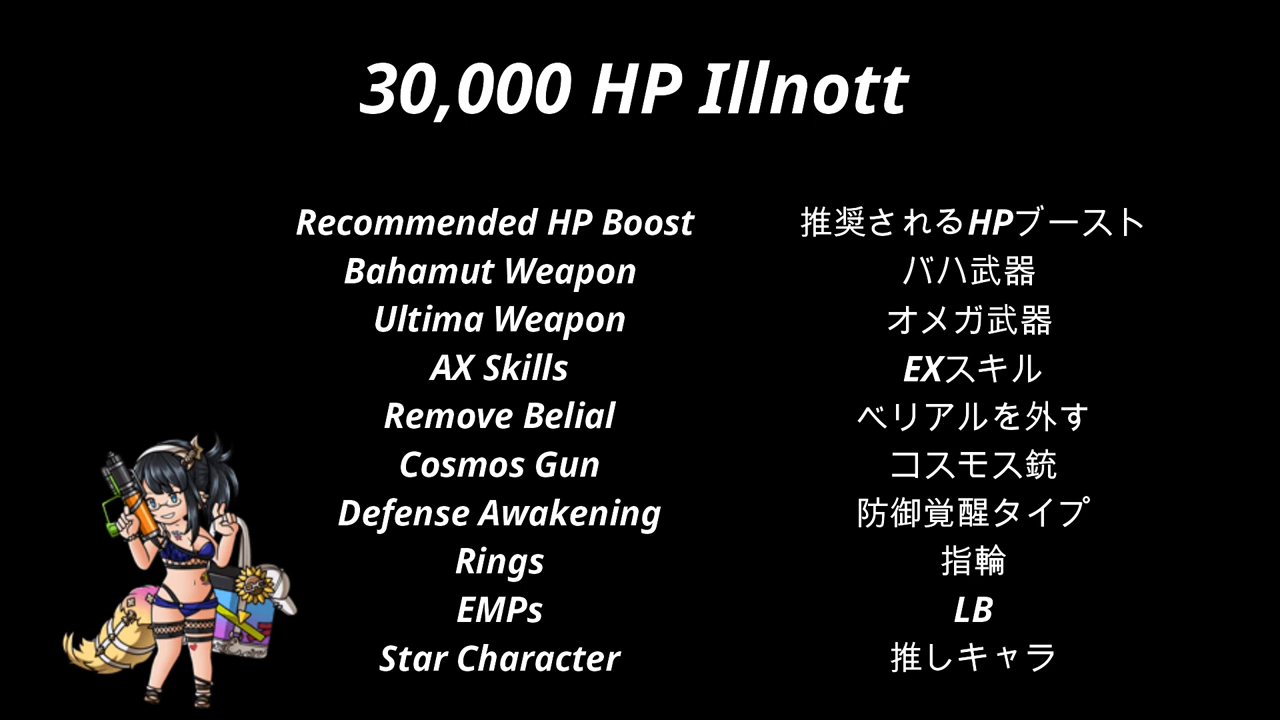 30,000 HP Illnott
Recommended HP Boost
推奨されるHPブースト
Bahamut Weapon
バハ武器
Ultima Weapon
オメガ武器
AX Skills
EXスキル
Remove Belial
ベリアルを外す
Cosmos Gun
コスモス銃
Defense Awakening
防御覚醒タイプ
Rings
指輪
EMPs
LB
Star Character
推しキャラ